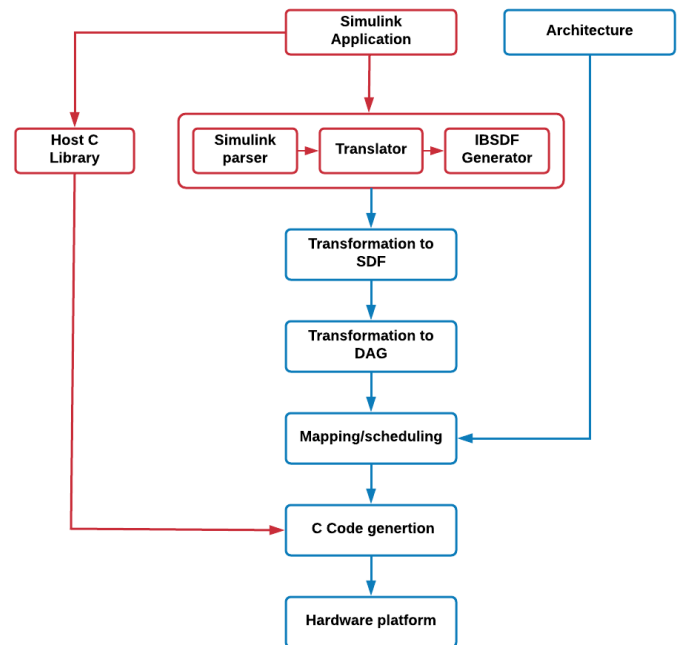 Simulink
Application
Architecture
Host C
Library
Simulink
parser
Translator
IBSDF
Generator
Transformation to
SDF
Transformation to
DAG
Mapping/scheduling
C Code genertion
Hardware platform